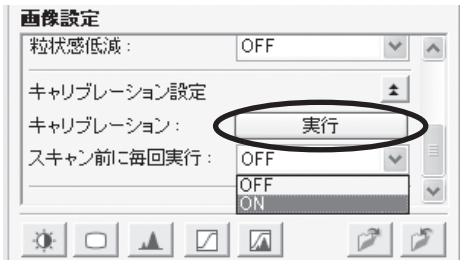 画像設定
粒状感低減： OFF
キャリブレーション設定
キャリブレーション： 実行
スキャン前に毎回実行： OFF
OFF
ON